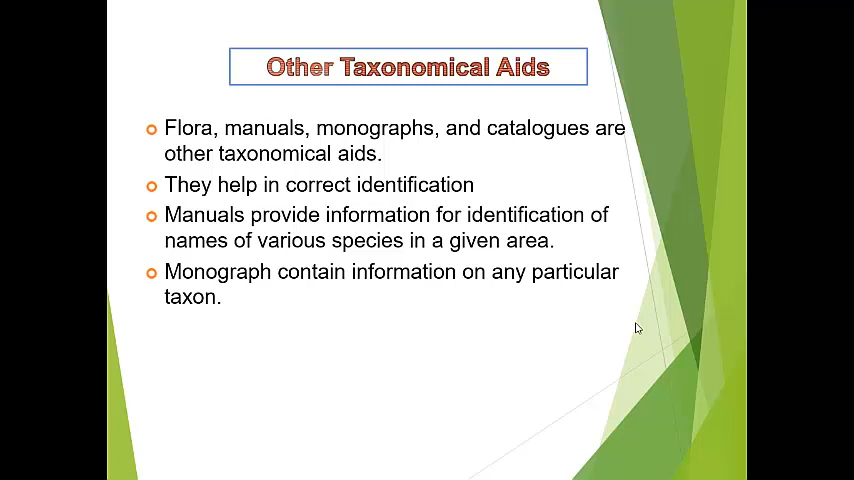 Other Taxonomical Aids
Flora, manuals, monographs, and catalogues are
other taxonomical aids.
They help in correct identification
Manuals provide information for identification of
names of various species in a given area.
Monograph contain information on any particular
taxon.